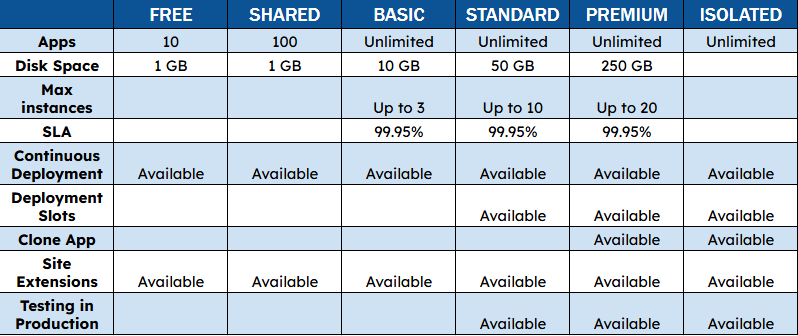 FREE SHARED BASIC STANDARD PREMIUM ISOLATED
Apps 10 100 Unlimited Unlimited Unlimited Unlimited
Disk Space 1 GB 1 GB 10 GB 50 GB 250 GB
Max
instances Up to 3 Up to 10 Up to 20
SLA 99.95% 99.95% 99.95%
Continuous
Deployment Available Available Available Available Available Available
Deployment
Slots Available Available Available
Clone App Available Available
Site
Extensions Available Available Available Available Available Available
Testing in
Production Available Available Available